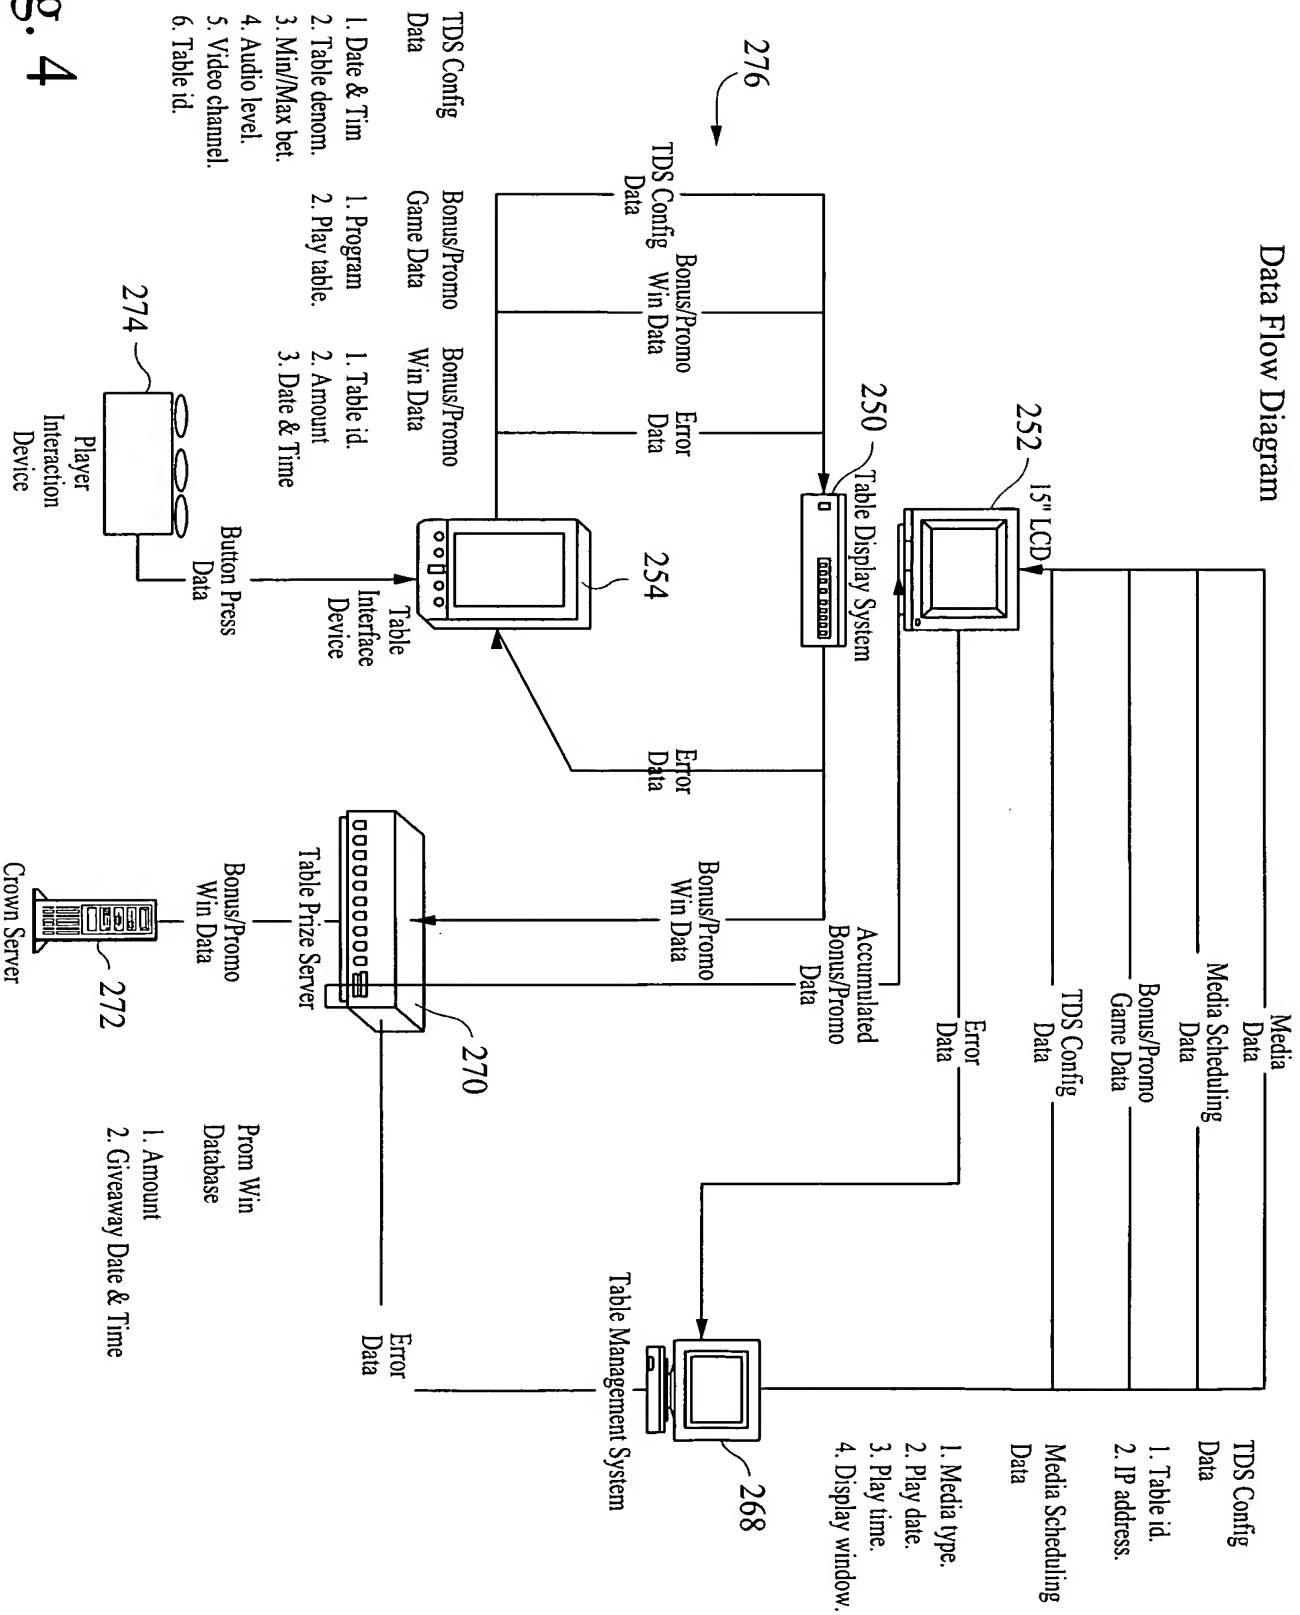 Data Flow Diagram
276
TDS Config
Data
Bonus/Promo
Win Data
Error
Data
250
Table Display System
252
15" LCD
Media
Data
Media Scheduling
Data
Bonus/Promo
Game Data
TDS Config
Data
Error
Data
Accumulated
Bonus/Promo
Data
Bonus/Promo
Win Data
Error
Data
254
Table
Interface
Device
Button Press
Data
274
Player
Interaction
Device
270
Table Prize Server
Bonus/Promo
Win Data
272
Crown Server
Error
Data
268
Table Management System
TDS Config
Data
1. Table id.
2. IP address.
Media Scheduling
Data
1. Media type.
2. Play date.
3. Play time.
4. Display window.
TDS Config
Data
1. Date & Tim
2. Table denom.
3. Min//Max bet.
4. Audio level.
5. Video channel.
6. Table id.
Bonus/Promo
Game Data
1. Program
2. Play table.
Bonus/Promo
Win Data
1. Table id.
2. Amount
3. Date & Time
Prom Win
Database
1. Amount
2. Giveaway Date & Time
g. 4